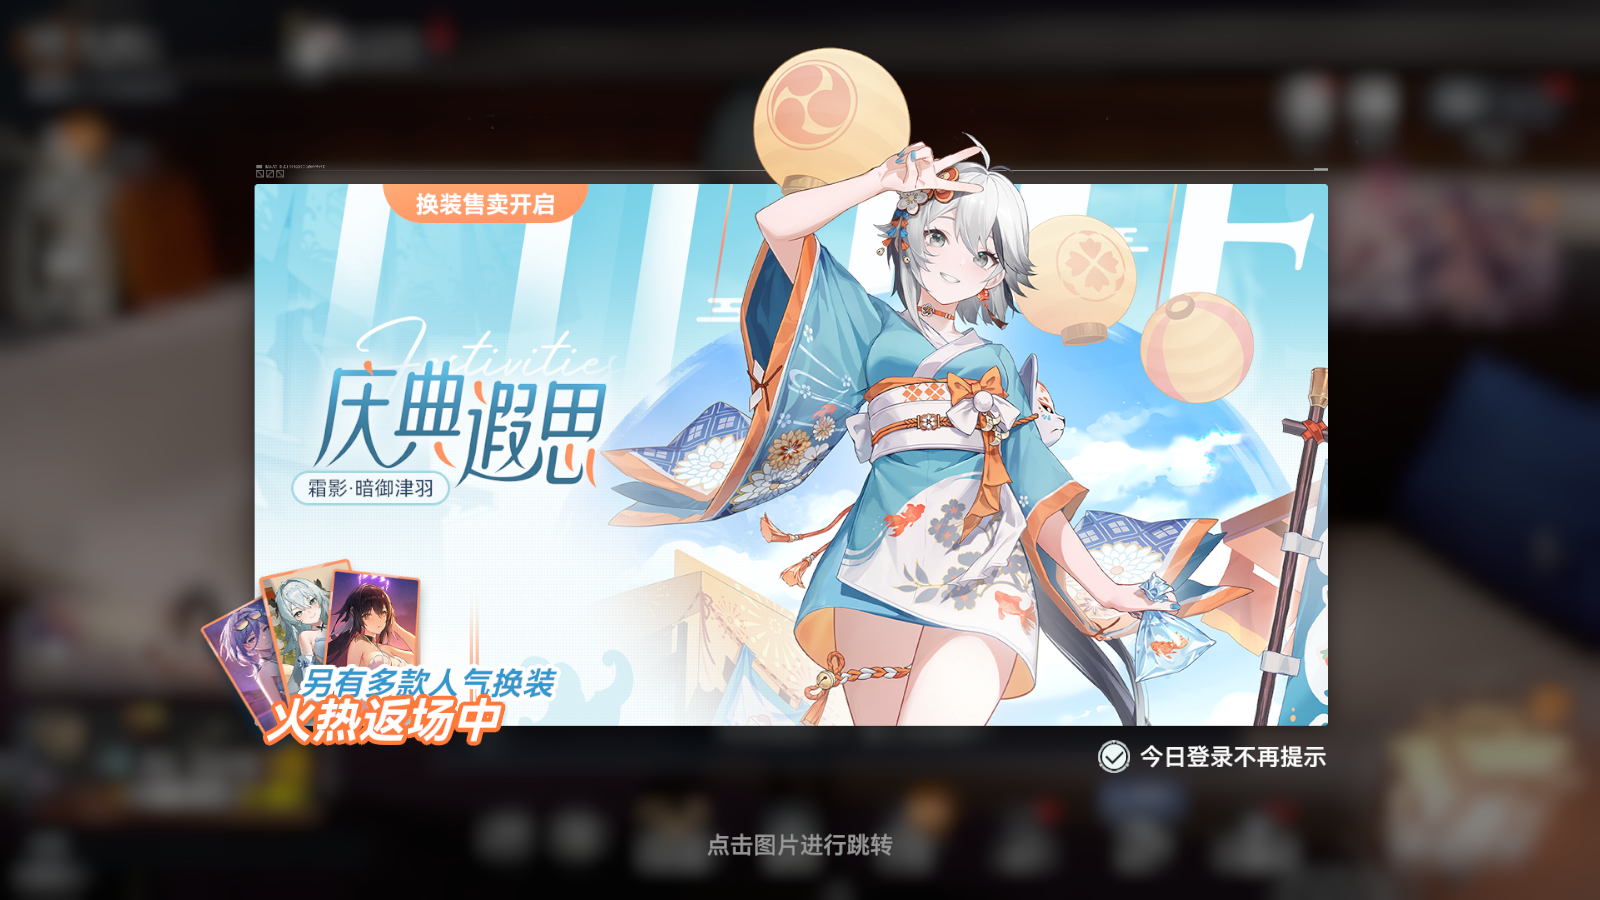 换装售卖开启
Festivities
庆典遐思
霜影·暗御津羽
另有多款人气换装
火热返场中
今日登录不再提示
点击图片进行跳转